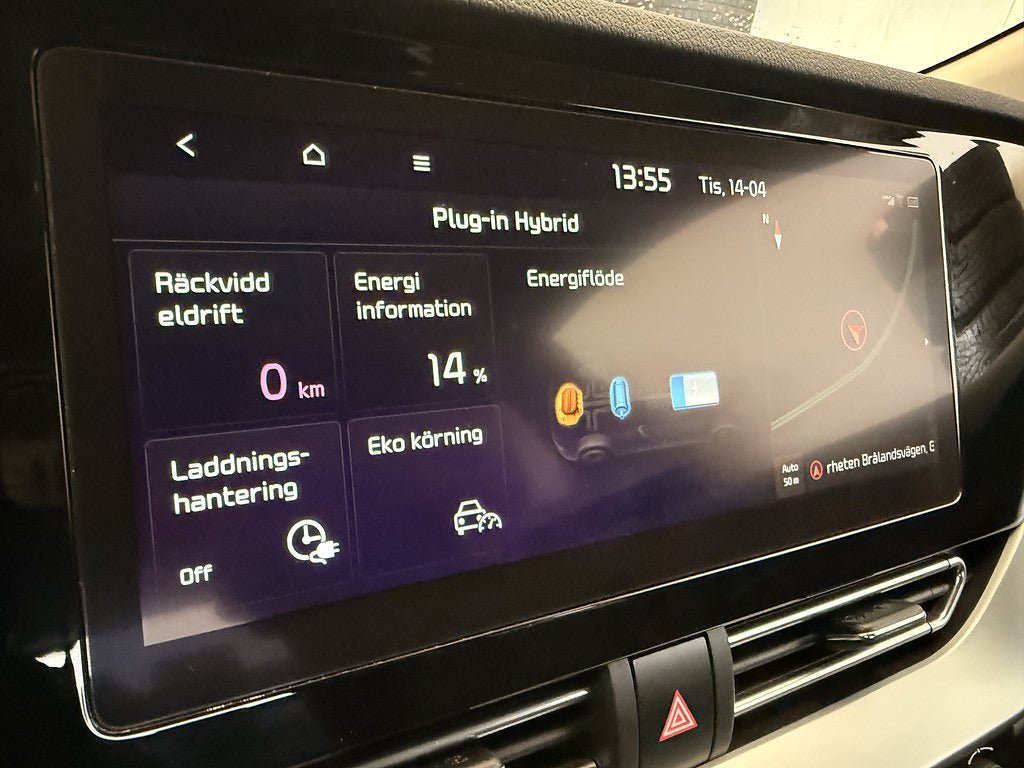 13:55 Tis, 14-04
Plug-in Hybrid
Räckvidd
eldrift
0 km
Energi
information
14 %
Laddnings-
hantering
Off
Eko körning
Energiflöde
N
Auto
50 m
rheten Brålandsvägen, G